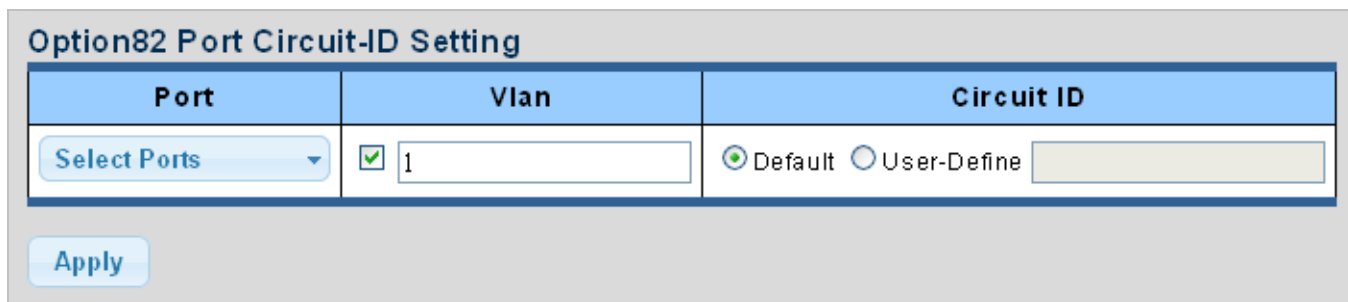 Option82 Port Circuit-ID Setting
Port Vlan Circuit ID
Select Ports 1 Default User-Define
Apply